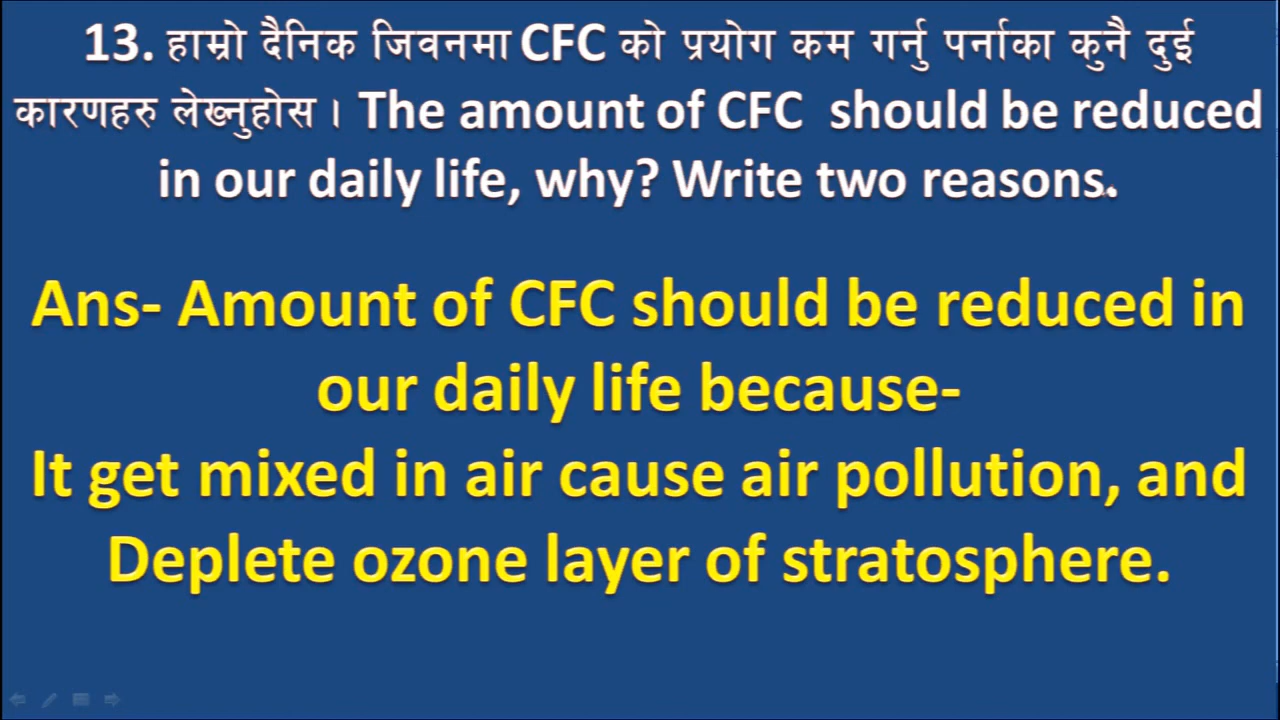 13. हाम्रो दैनिक जिवनमा CFC को प्रयोग कम गर्नु पर्नाका कुनै दुई
कारणहरु लेख्नुहोस । The amount of CFC should be reduced
in our daily life, why? Write two reasons.
Ans- Amount of CFC should be reduced in
our daily life because-
It get mixed in air cause air pollution, and
Deplete ozone layer of stratosphere.